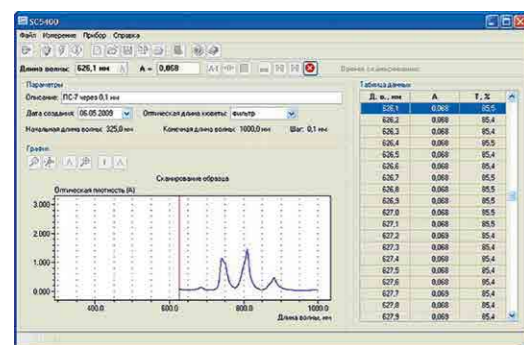 SC5400
Файл Измерение Прибор Справка
Длина волны: 626,1 нм A = 0,068 Время сканирования:
Параметры
Описание: ПС-7 через 0,1 нм
Дата создания: 06.05.2009 Оптическая длина кюветы: фильтр
Начальная длина волны: 325,0 нм Конечная длина волны: 1000,0 нм Шаг: 0,1 нм
График
Сканирование образца
Оптическая плотность (A)
3.000
2.000
1.000
0.000
400.0 600.0 800.0 1000.0
Длина волны, нм
Таблица данных
Д. в., нм A T, %
626,1 0,068 85,5
626,2 0,068 85,4
626,3 0,068 85,4
626,4 0,068 85,5
626,5 0,068 85,4
626,6 0,068 85,4
626,7 0,068 85,5
626,8 0,068 85,5
626,9 0,068 85,5
627,0 0,068 85,5
627,1 0,068 85,5
627,2 0,068 85,4
627,3 0,068 85,4
627,4 0,068 85,4
627,5 0,068 85,4
627,6 0,068 85,4
627,7 0,069 85,4
627,8 0,068 85,4
627,9 0,069 85,4